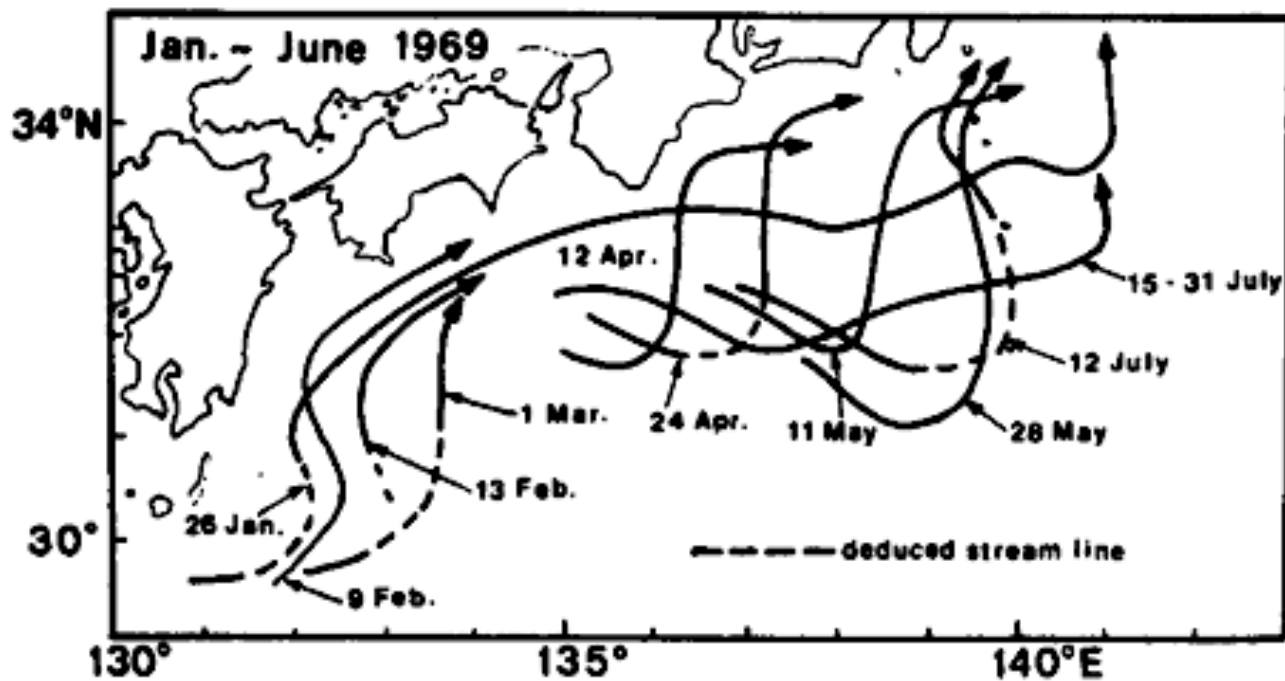 Jan. ~ June 1969
34°N
12 Apr.
15 - 31 July
12 July
1 Mar.
24 Apr.
11 May
28 May
13 Feb.
26 Jan.
30°
deduced stream line
9 Feb.
130°
135°
140°E